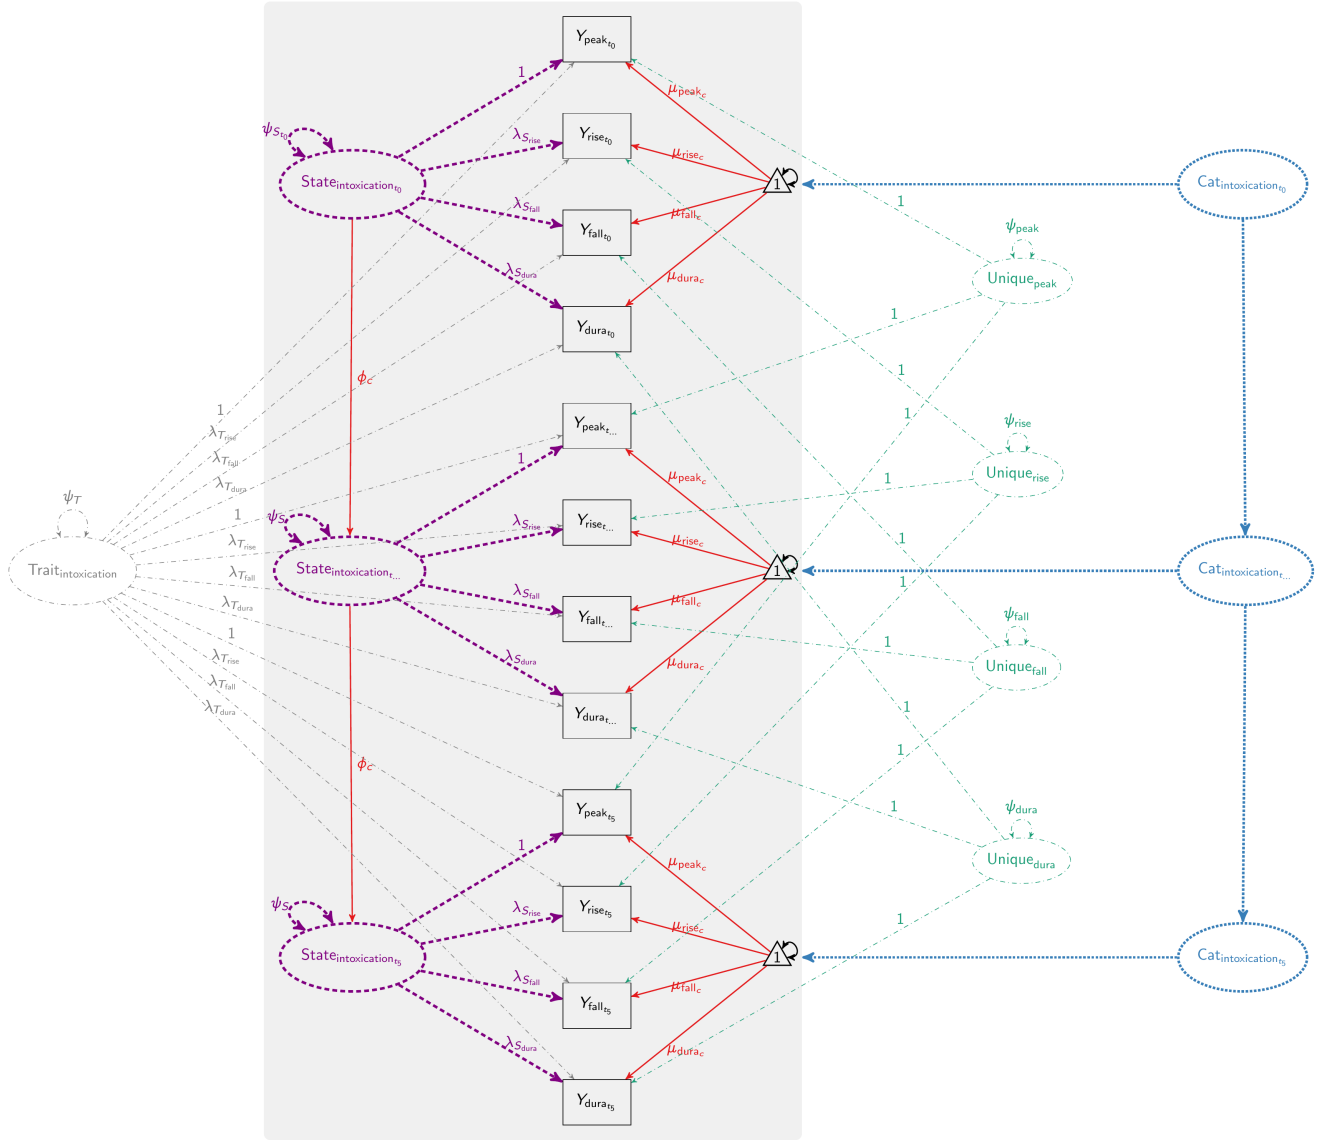 Y_peak_t0
1
ψ_S_t0
λ_S_rise
Y_rise_t0
μ_peak_c
μ_rise_c
State_intoxication_t0
1
Cat_intoxication_t0
λ_S_fall
Y_fall_t0
μ_fall_c
1
ψ_peak
λ_S_dura
μ_dura_c
Unique_peak
Y_dura_t0
1
ϕ_c
1
1
λ_T_rise
Y_peak_t...
1
ψ_rise
λ_T_fall
1
μ_peak_c
Unique_rise
λ_T_dura
1
ψ_T
1
ψ_S
λ_S_rise
Y_rise_t...
μ_rise_c
1
λ_T_rise
Trait_intoxication
State_intoxication_t...
1
Cat_intoxication_t...
λ_T_fall
λ_S_fall
μ_fall_c
1
λ_T_dura
Y_fall_t...
ψ_fall
1
1
λ_T_rise
λ_S_dura
μ_dura_c
Unique_fall
λ_T_fall
λ_T_dura
Y_dura_t...
1
1
ϕ_c
Y_peak_t5
1
ψ_dura
1
μ_peak_c
Unique_dura
ψ_S
λ_S_rise
Y_rise_t5
μ_rise_c
1
State_intoxication_t5
1
Cat_intoxication_t5
λ_S_fall
Y_fall_t5
μ_fall_c
λ_S_dura
μ_dura_c
Y_dura_t5